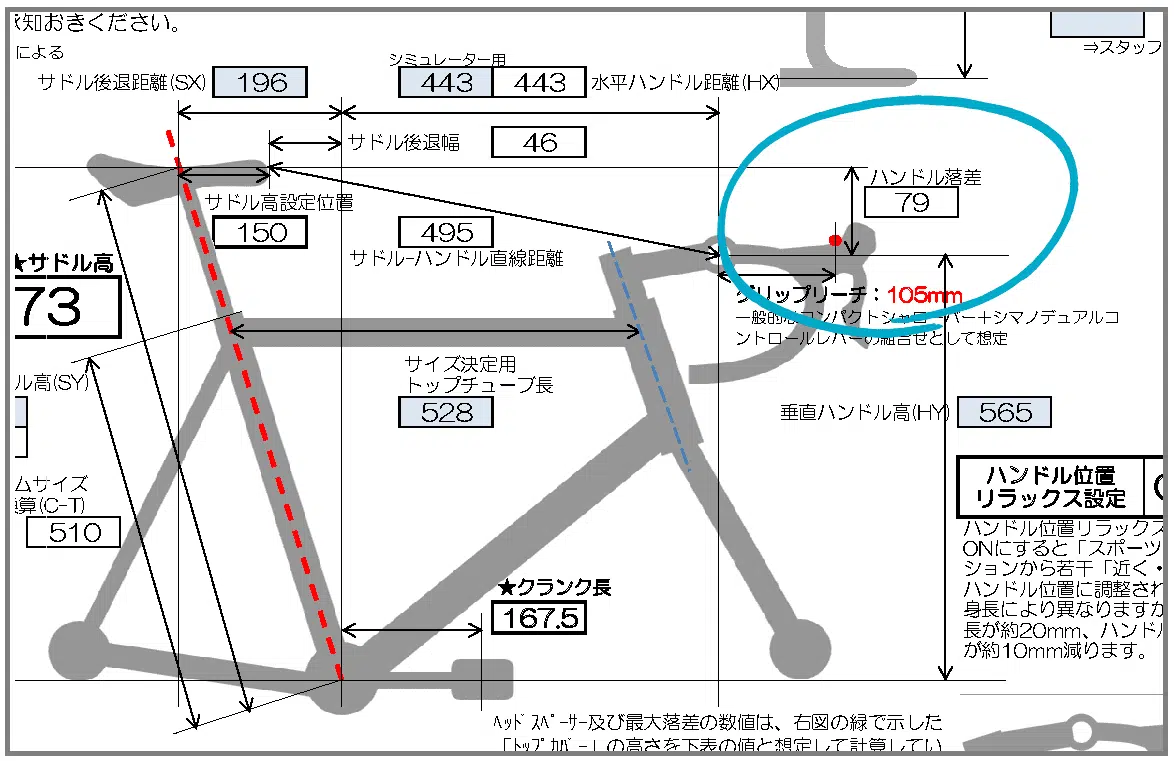 承知おきください。
による
⇒スタッフ
シミュレーター用
サドル後退距離(SX) 196 443 443 水平ハンドル距離(HX)
サドル後退幅 46
ハンドル落差
79
サドル高設定位置
150 495
サドル−ハンドル直線距離
★サドル高
73
グリップリーチ：105mm
一般的なコンパクトシャローバー＋シマノデュアルコ
ントロールレバーの組合せとして想定
サイズ決定用
トップチューブ長
528
ル高(SY)
垂直ハンドル高(HY) 565
ハンドル位置
リラックス設定
ムサイズ
算(C-T)
510
ハンドル位置リラックス
ONにすると「スポーツ
ションから若干「近く・
ハンドル位置に調整され
身長により異なりますが
長が約20mm、ハンドル
が約10mm減ります。
★クランク長
167.5
ﾍｯﾄﾞｽﾍﾟｰｻｰ及び最大落差の数値は、右図の緑で示した
「ﾄｯﾌﾟｶﾊﾞｰ」の高さを下表の値と想定して計算してい